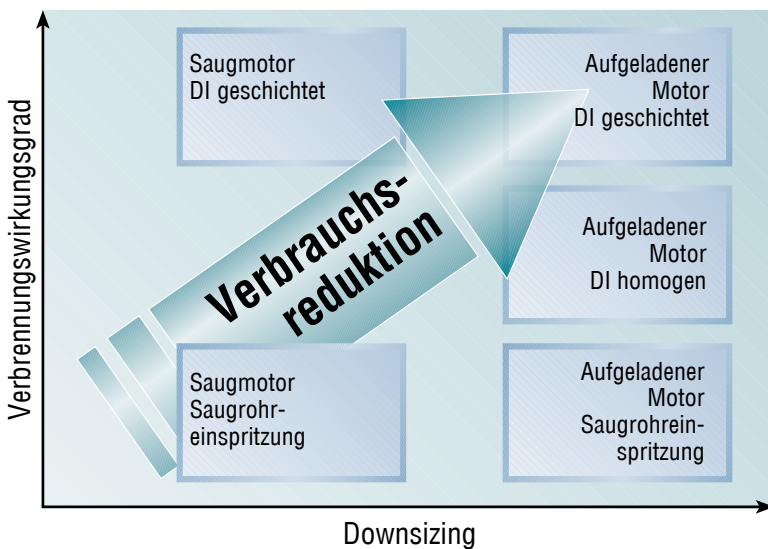 Verbrennungswirkungsgrad
Saugmotor
DI geschichtet
Aufgeladener
Motor
DI geschichtet
Verbrauchs-
reduktion
Aufgeladener
Motor
DI homogen
Saugmotor
Saugrohr-
einspritzung
Aufgeladener
Motor
Saugrohrein-
spritzung
Downsizing